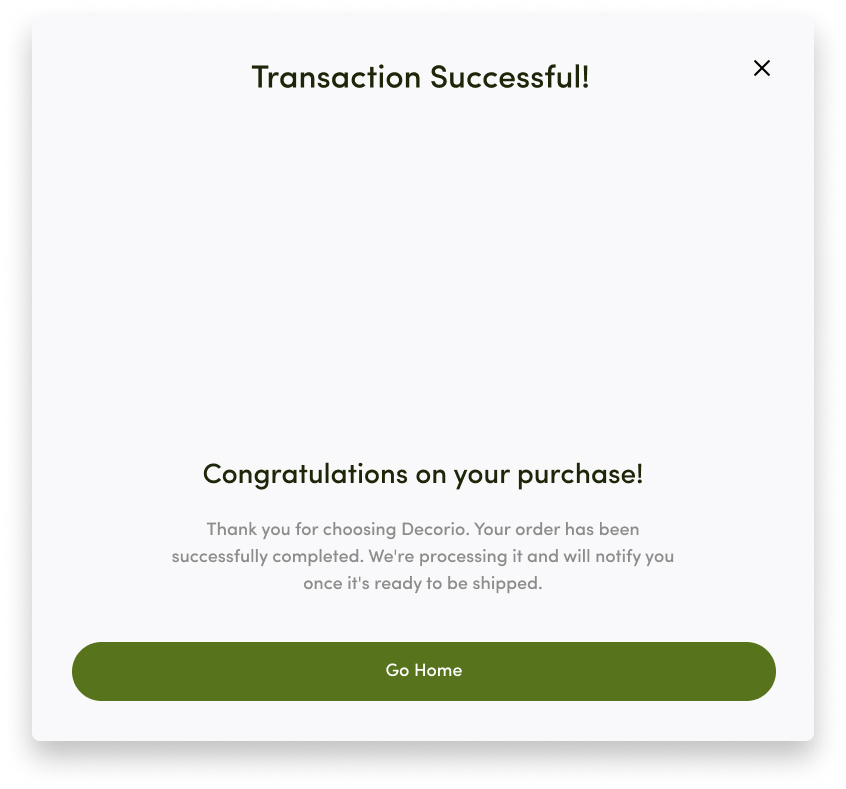 Transaction Successful!
Congratulations on your purchase!
Thank you for choosing Decorio. Your order has been
successfully completed. We're processing it and will notify you
once it's ready to be shipped.
Go Home